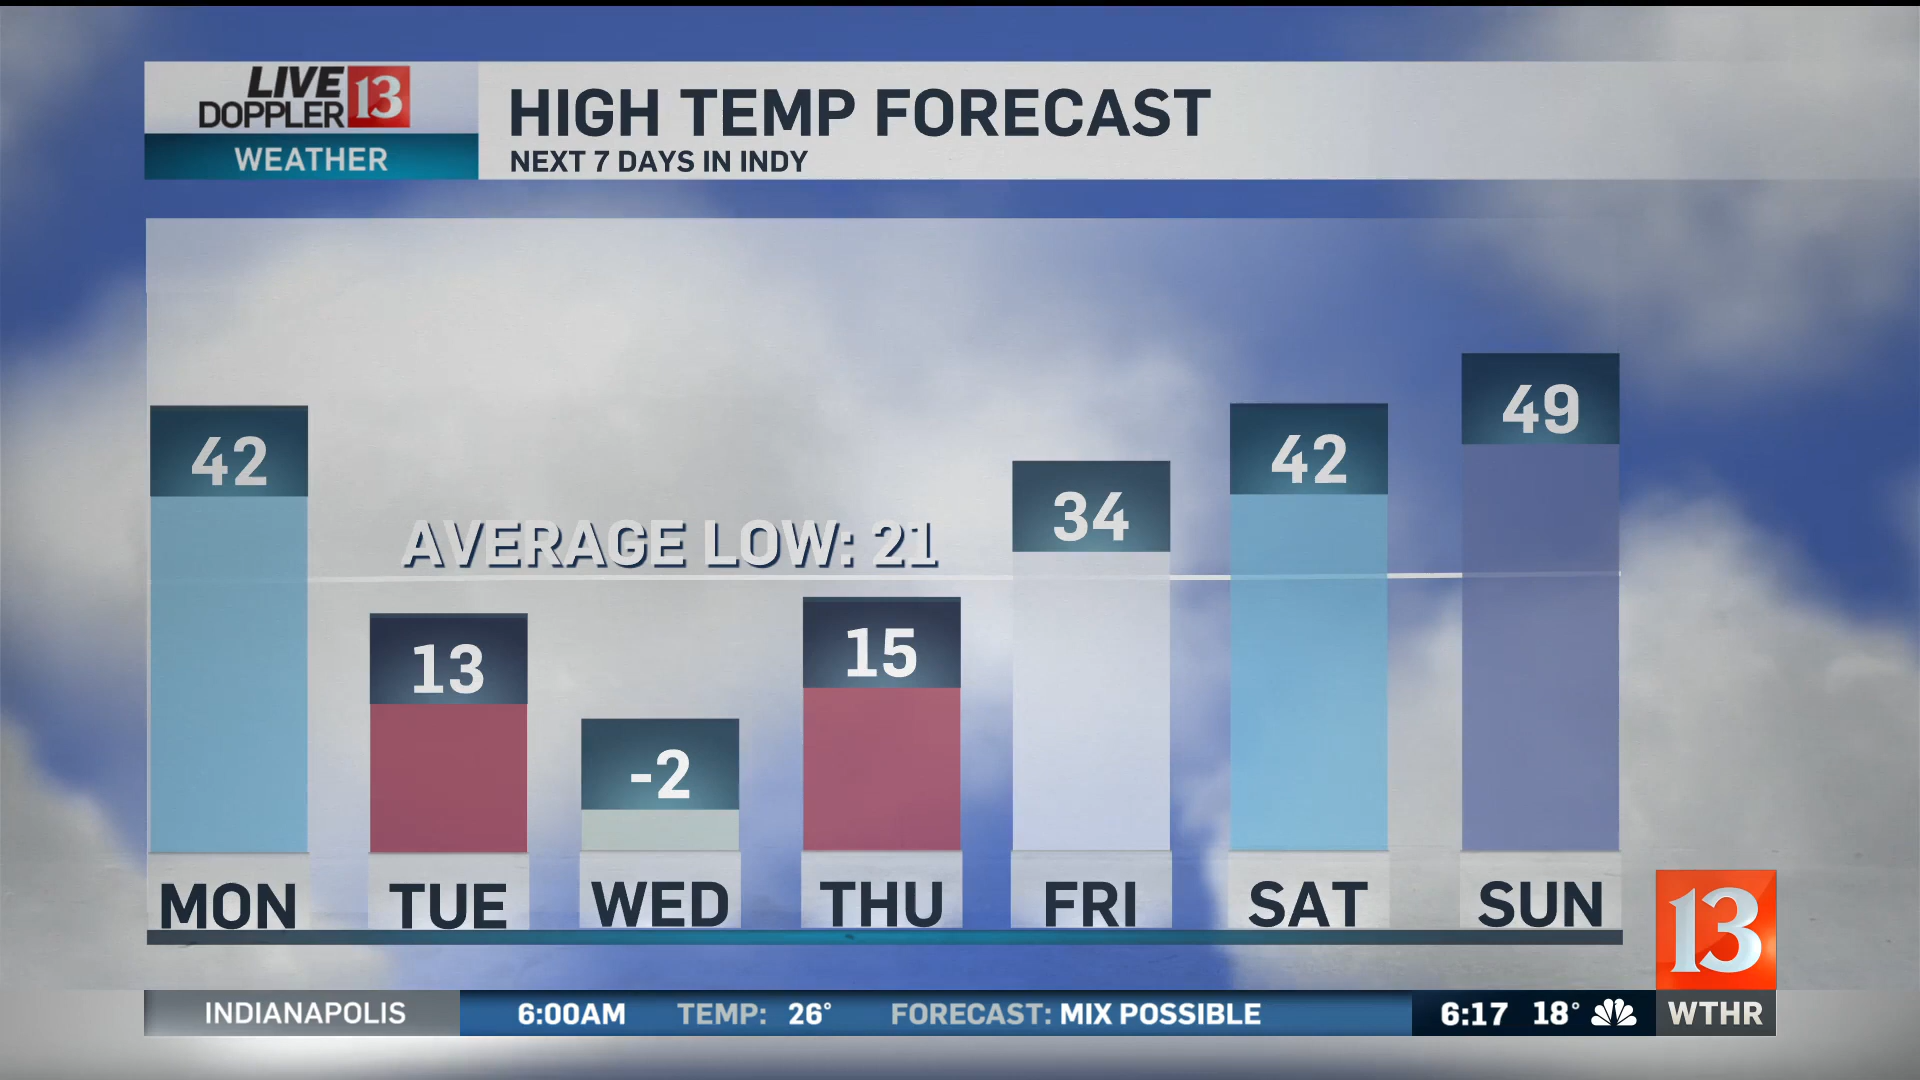 LIVE
DOPPLER 13
WEATHER
HIGH TEMP FORECAST
NEXT 7 DAYS IN INDY
42
13
-2
15
34
42
49
AVERAGE LOW: 21
MON TUE WED THU FRI SAT SUN
13
INDIANAPOLIS 6:00AM TEMP: 26° FORECAST: MIX POSSIBLE 6:17 18° WTHR